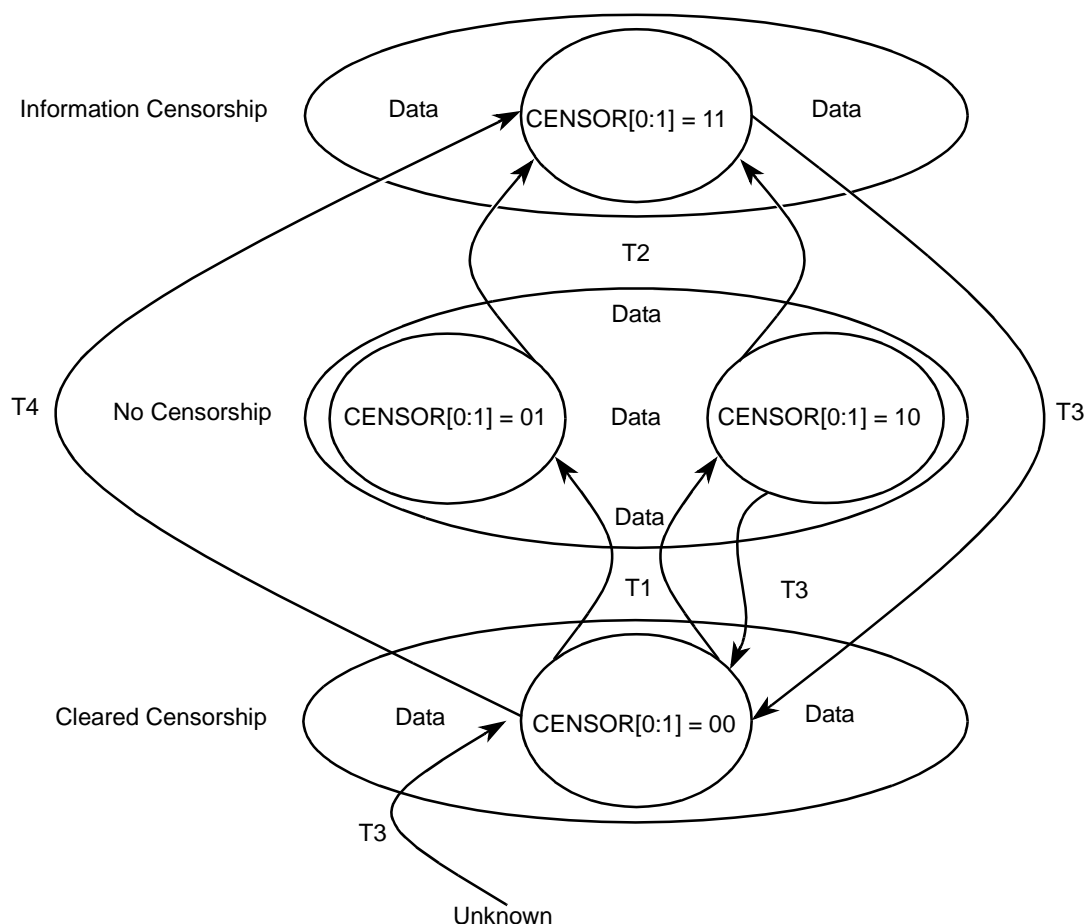 Information Censorship
Data
CENSOR[0:1] = 11
Data
T2
Data
T4
No Censorship
CENSOR[0:1] = 01
Data
CENSOR[0:1] = 10
T3
Data
T1
T3
Cleared Censorship
Data
CENSOR[0:1] = 00
Data
T3
Unknown